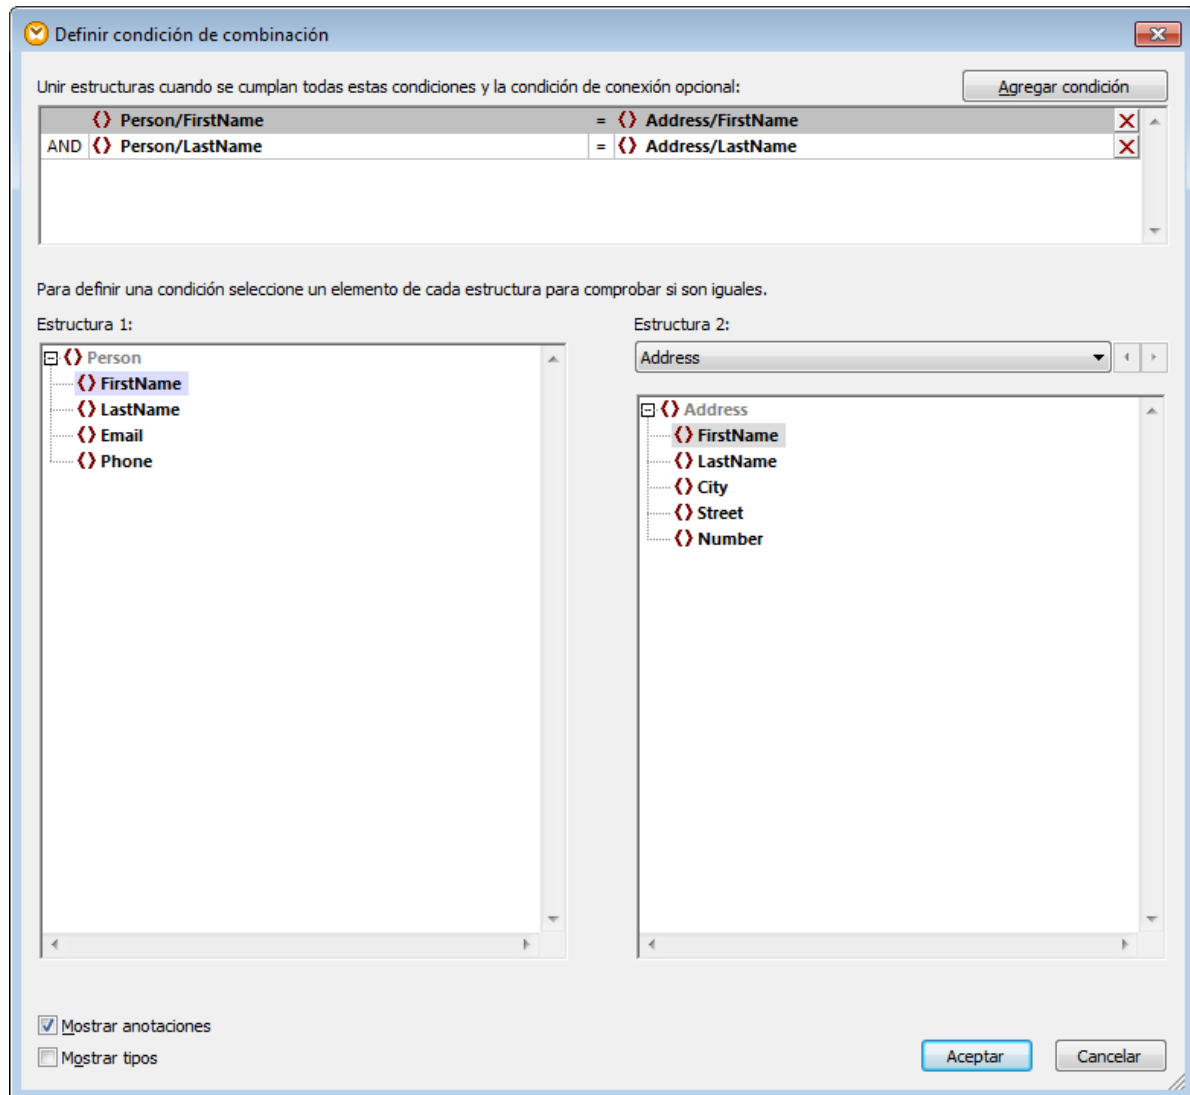 Definir condición de combinación
Unir estructuras cuando se cumplan todas estas condiciones y la condición de conexión opcional:
Agregar condición
Person/FirstName = Address/FirstName
AND Person/LastName = Address/LastName
Para definir una condición seleccione un elemento de cada estructura para comprobar si son iguales.
Estructura 1:
Person
FirstName
LastName
Email
Phone
Estructura 2:
Address
Address
FirstName
LastName
City
Street
Number
Mostrar anotaciones
Mostrar tipos
Aceptar
Cancelar